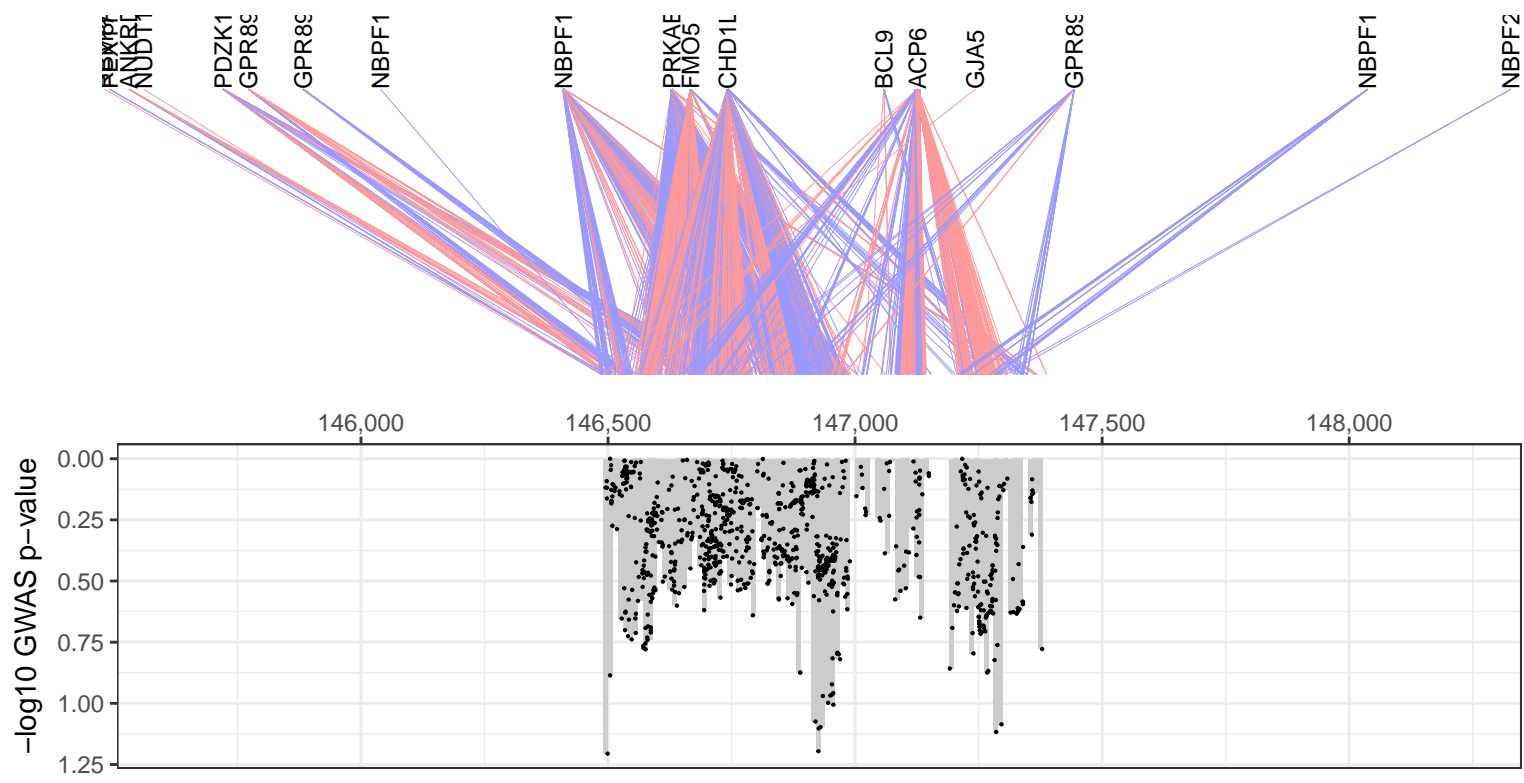 ANKRD
NUDT1
PDZK1
GPR89
GPR89
NBPF1
NBPF1
PRKAB
FMO5
CHD1L
BCL9
ACP6
GJA5
GPR89
NBPF1
NBPF2
146,000
146,500
147,000
147,500
148,000
0.00
0.25
0.50
0.75
1.00
1.25
−log10 GWAS p−value